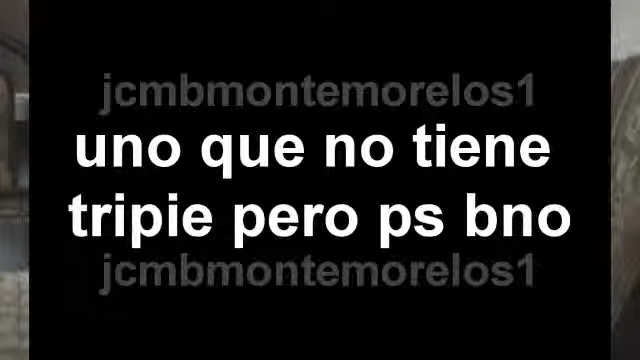 jcmbmontemorelos1
uno que no tiene
tripie pero ps bno
jcmbmontemorelos1